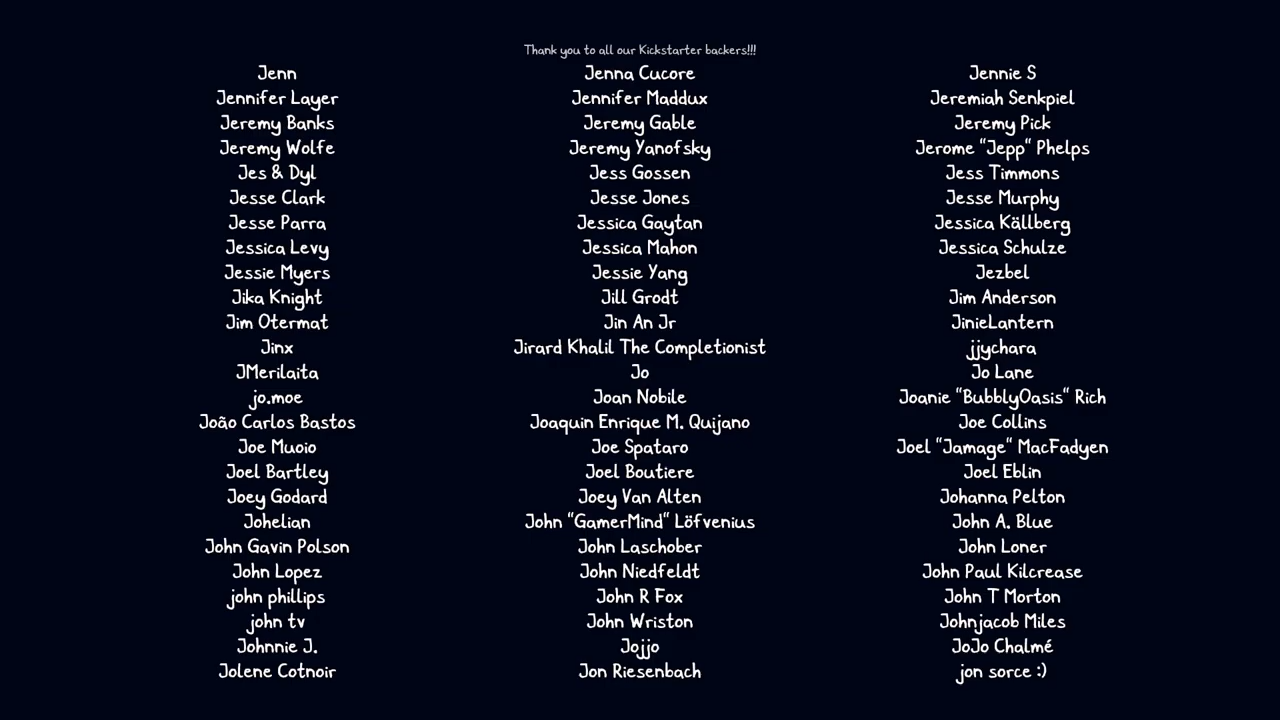 Thank you to all our Kickstarter backers!!!
Jenn Jenna Cucore Jennie S
Jennifer Layer Jennifer Maddux Jeremiah Senkpiel
Jeremy Banks Jeremy Gable Jeremy Pick
Jeremy Wolfe Jeremy Yanofsky Jerome "Jepp" Phelps
Jes & Dyl Jess Gossen Jess Timmons
Jesse Clark Jesse Jones Jesse Murphy
Jesse Parra Jessica Gaytan Jessica Källberg
Jessica Levy Jessica Mahon Jessica Schulze
Jessie Myers Jessie Yang Jezbel
Jika Knight Jill Grodt Jim Anderson
Jim Otermat Jin An Jr JinieLantern
Jinx Jirard Khalil The Completionist jjychara
JMerilaita Jo Jo Lane
jo.moe Joan Nobile Joanie "BubblyOasis" Rich
João Carlos Bastos Joaquin Enrique M. Quijano Joe Collins
Joe Muoio Joe Spataro Joel "Jamage" MacFadyen
Joel Bartley Joel Boutiere Joel Eblin
Joey Godard Joey Van Alten Johanna Pelton
Johelian John "GamerMind" Löfvenius John A. Blue
John Gavin Polson John Laschober John Loner
John Lopez John Niedfeldt John Paul Kilcrease
john phillips John R Fox John T Morton
john tv John Wriston Johnjacob Miles
Johnnie J. Jojjo JoJo Chalmé
Jolene Cotnoir Jon Riesenbach jon sorce :)